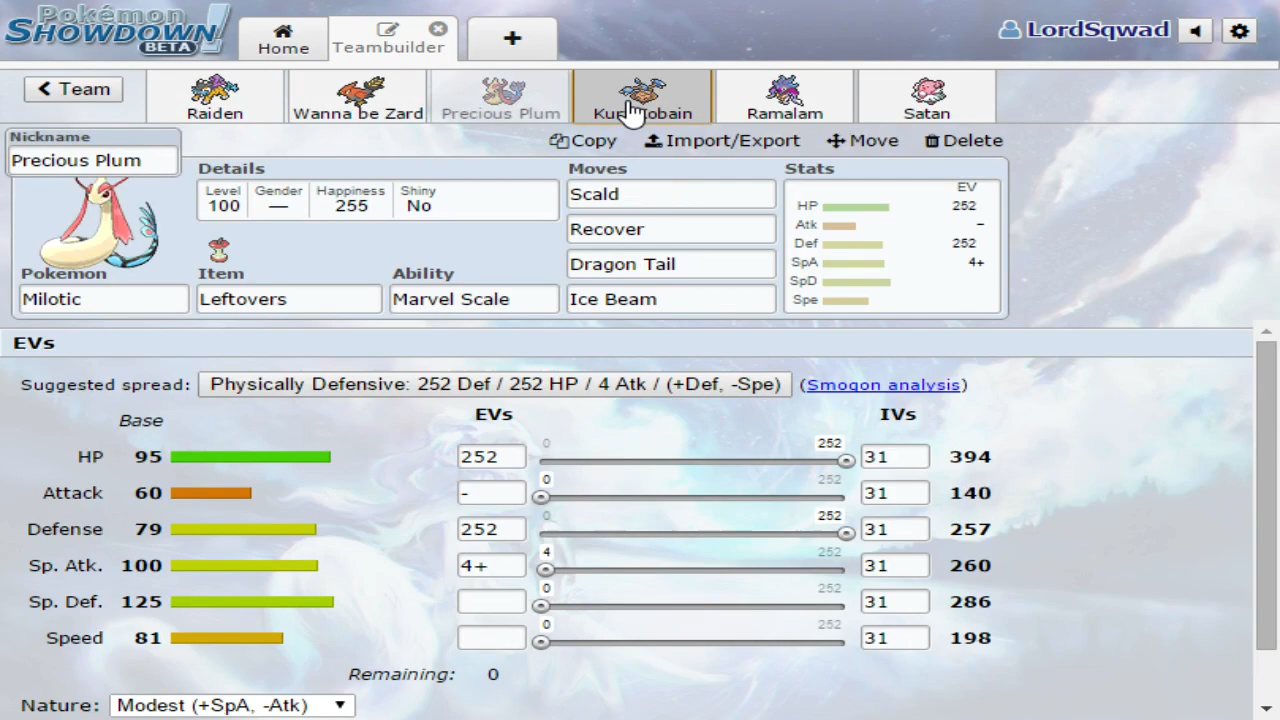 Pokémon
SHOWDOWN!
BETA
Home
Teambuilder
+
LordSqwad
< Team
Raiden
Wanna be Zard
Precious Plum
Ramalam
Satan
Nickname
Precious Plum
Copy
Import/Export
Move
Delete
Details
Level
Gender
Happiness
Shiny
100
—
255
No
Pokémon
Milotic
Item
Leftovers
Ability
Marvel Scale
Moves
Scald
Recover
Dragon Tail
Ice Beam
Stats
EV
HP 252
Atk –
Def 252
SpA 4+
SpD
Spe
EVs
Suggested spread: Physically Defensive: 252 Def / 252 HP / 4 Atk / (+Def, -Spe) (Smogon analysis)
Base EVs IVs
HP 95 252 0 252 31 394
Attack 60 - 0 252 31 140
Defense 79 252 0 252 31 257
Sp. Atk. 100 4+ 4 252 31 260
Sp. Def. 125 0 252 31 286
Speed 81 0 252 31 198
Remaining: 0
Nature: Modest (+SpA, -Atk)